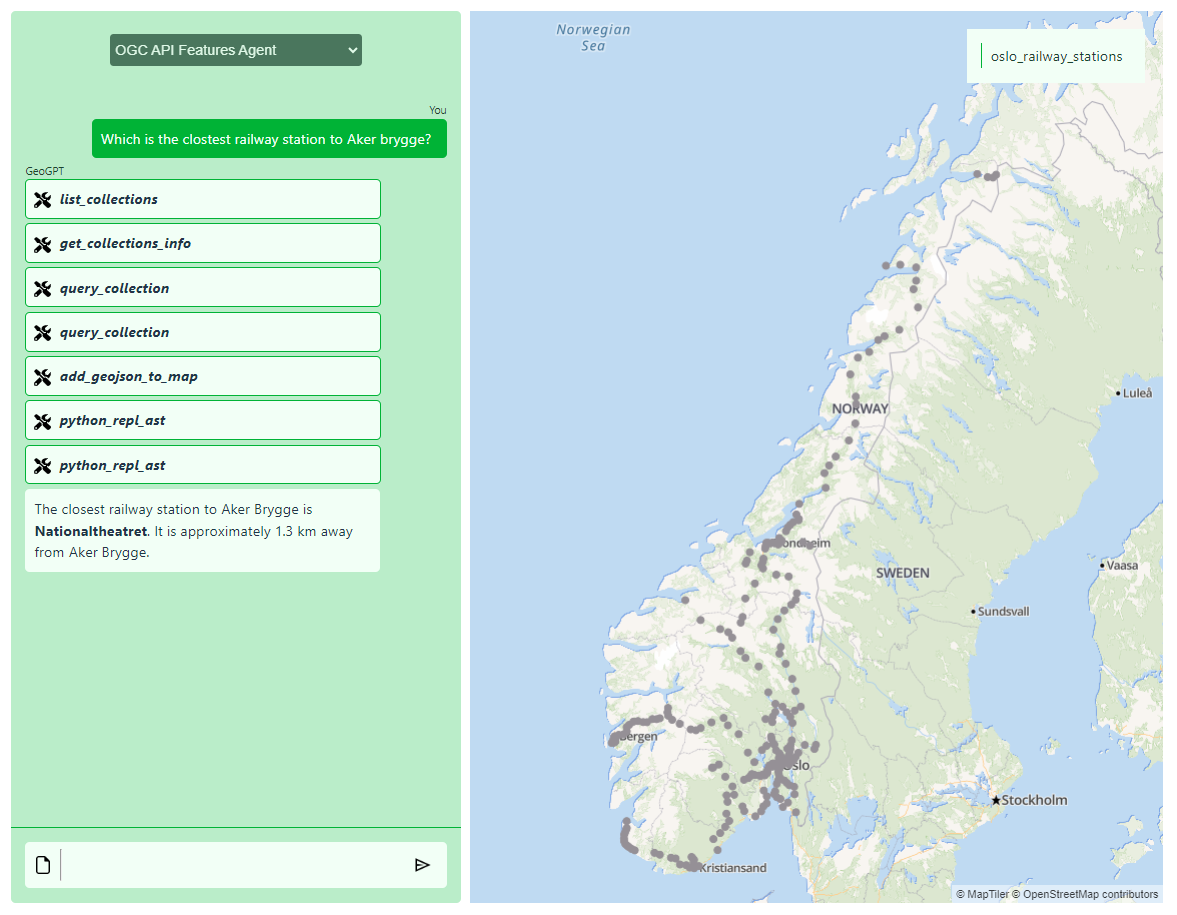 OGC API Features Agent
You
Which is the clostest railway station to Aker brygge?
GeoGPT
list_collections
get_collections_info
query_collection
query_collection
add_geojson_to_map
python_repl_ast
python_repl_ast
The closest railway station to Aker Brygge is
Nationaltheatret. It is approximately 1.3 km away
from Aker Brygge.
Norwegian
Sea
oslo_railway_stations
Luleå
NORWAY
ondheim
Vaasa
SWEDEN
Sundsvall
Bergen
Oslo
Stockholm
Kristiansand
© MapTiler © OpenStreetMap contributors